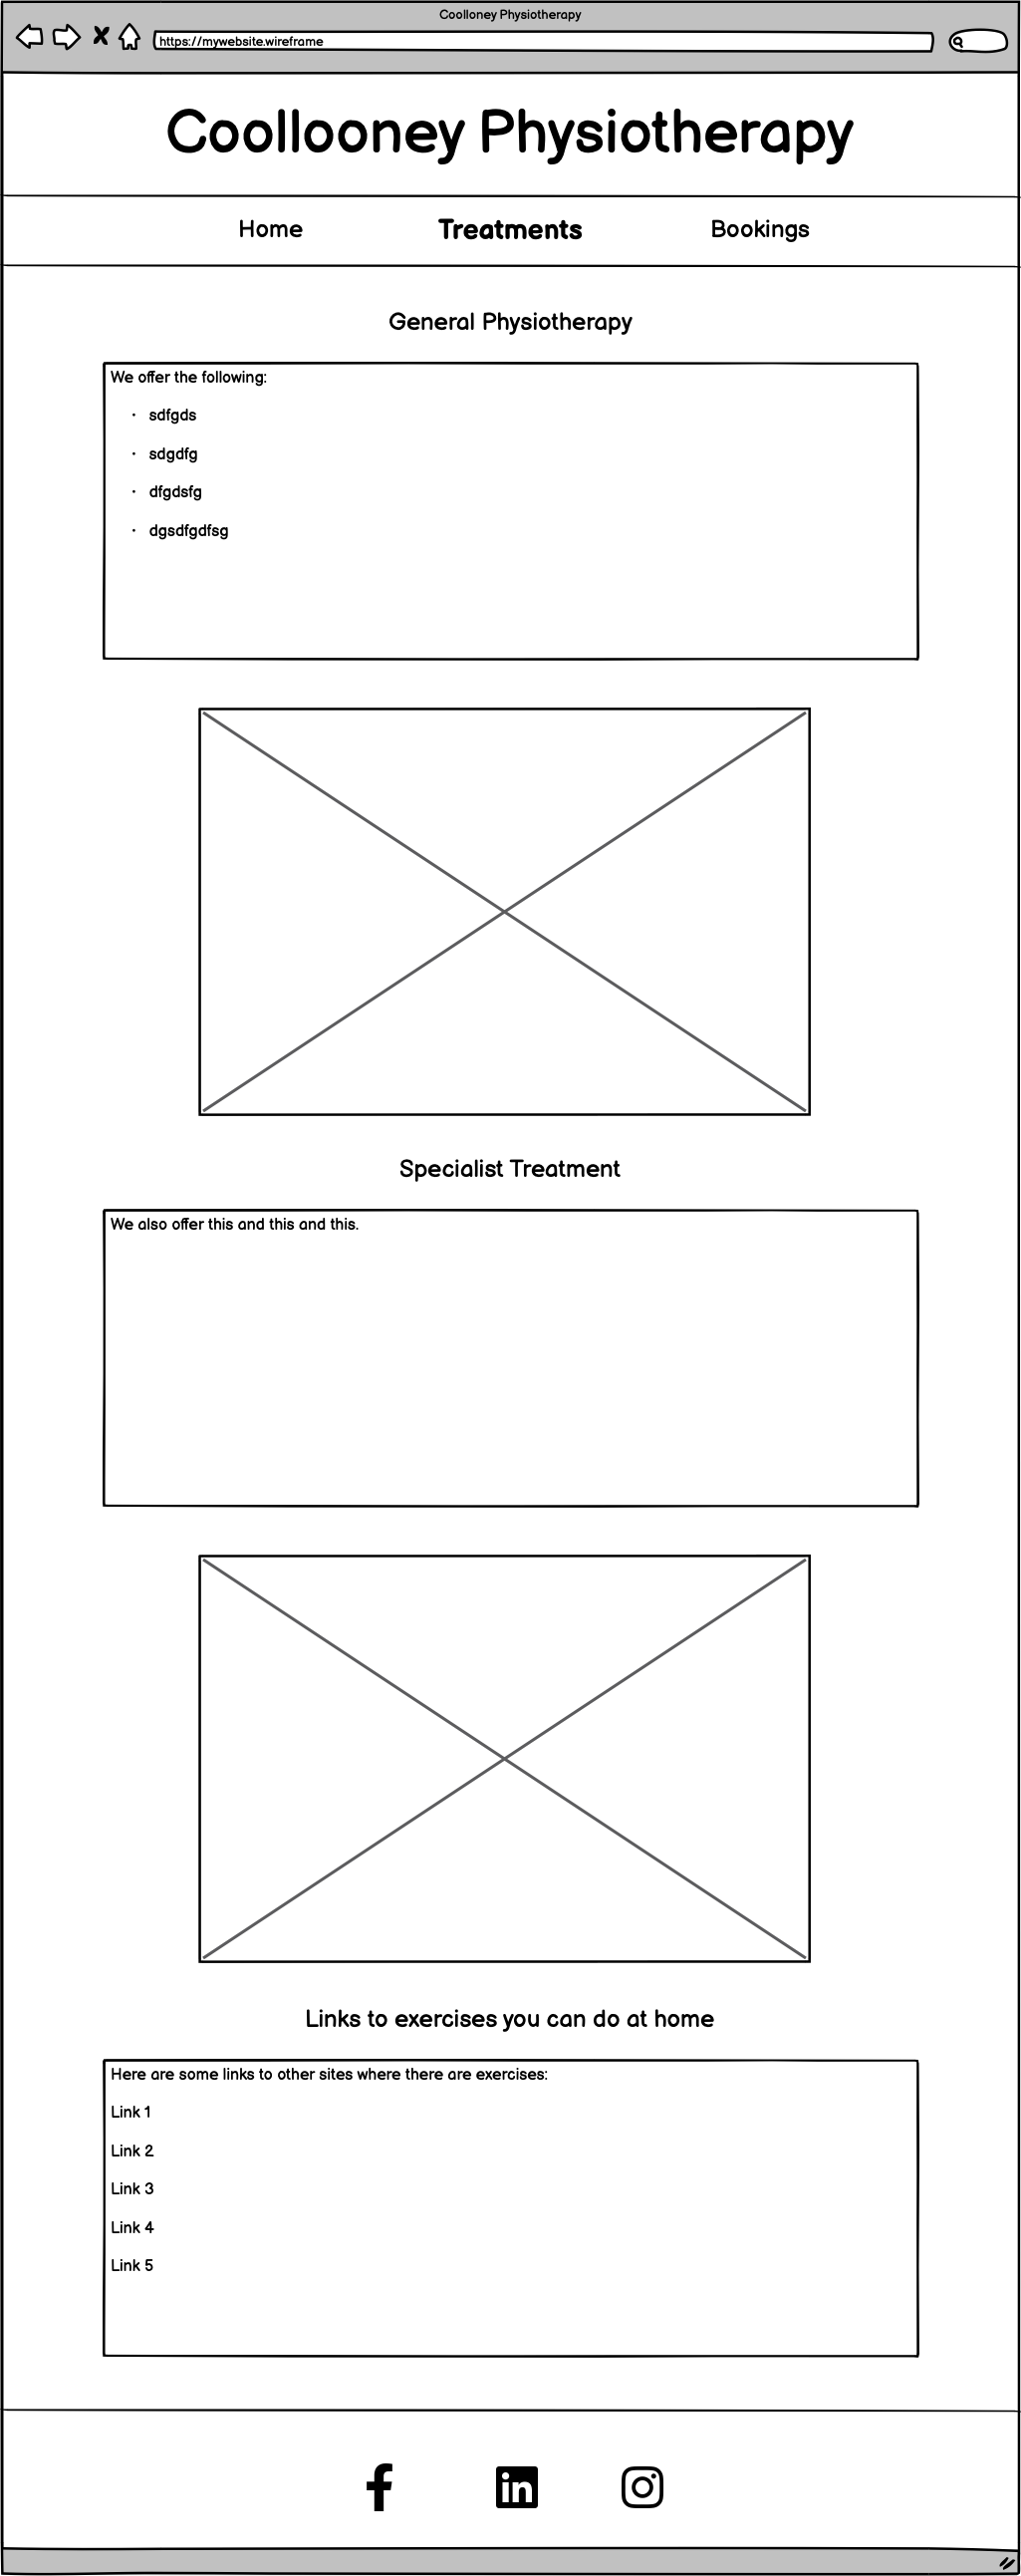 Coolloney Physiotherapy
https://mywebsite.wireframe
Coollooney Physiotherapy
Home Treatments Bookings
General Physiotherapy
We offer the following:
• sdfgds
• sdgdfg
• dfgdsfg
• dgsdfgdfsg
Specialist Treatment
We also offer this and this and this.
Links to exercises you can do at home
Here are some links to other sites where there are exercises:
Link 1
Link 2
Link 3
Link 4
Link 5